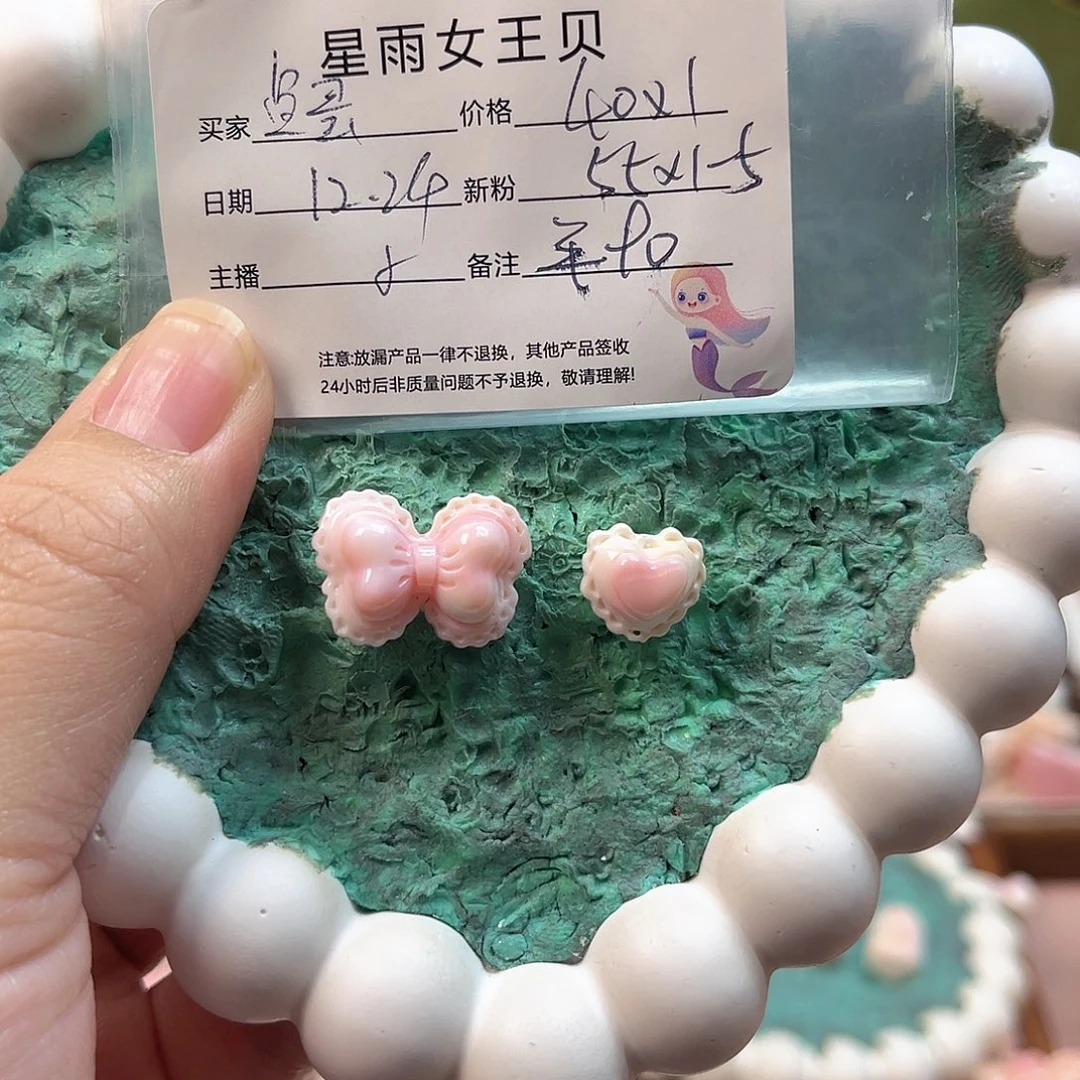 星雨女王贝
买家 价格 40x1
日期 12.24 新粉 55x1-5
主播 备注 90
注意:放漏产品一律不退换，其他产品签收
24小时后非质量问题不予退换，敬请理解!